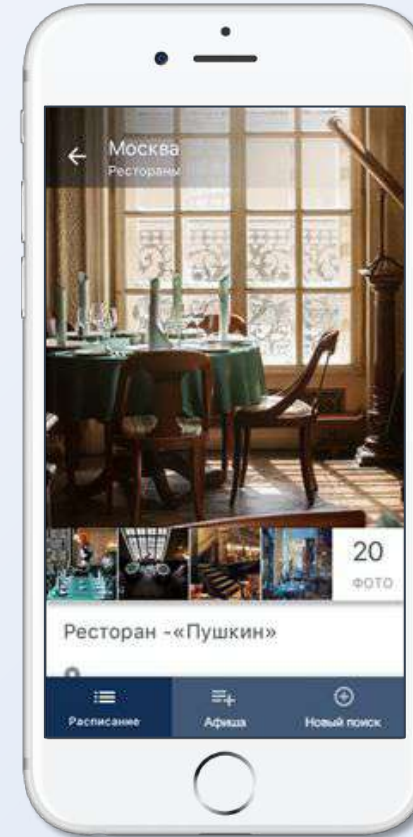 Москва
Рестораны
20
ФОТО
Ресторан -«Пушкин»
Расписание
Афиша
Новый поиск